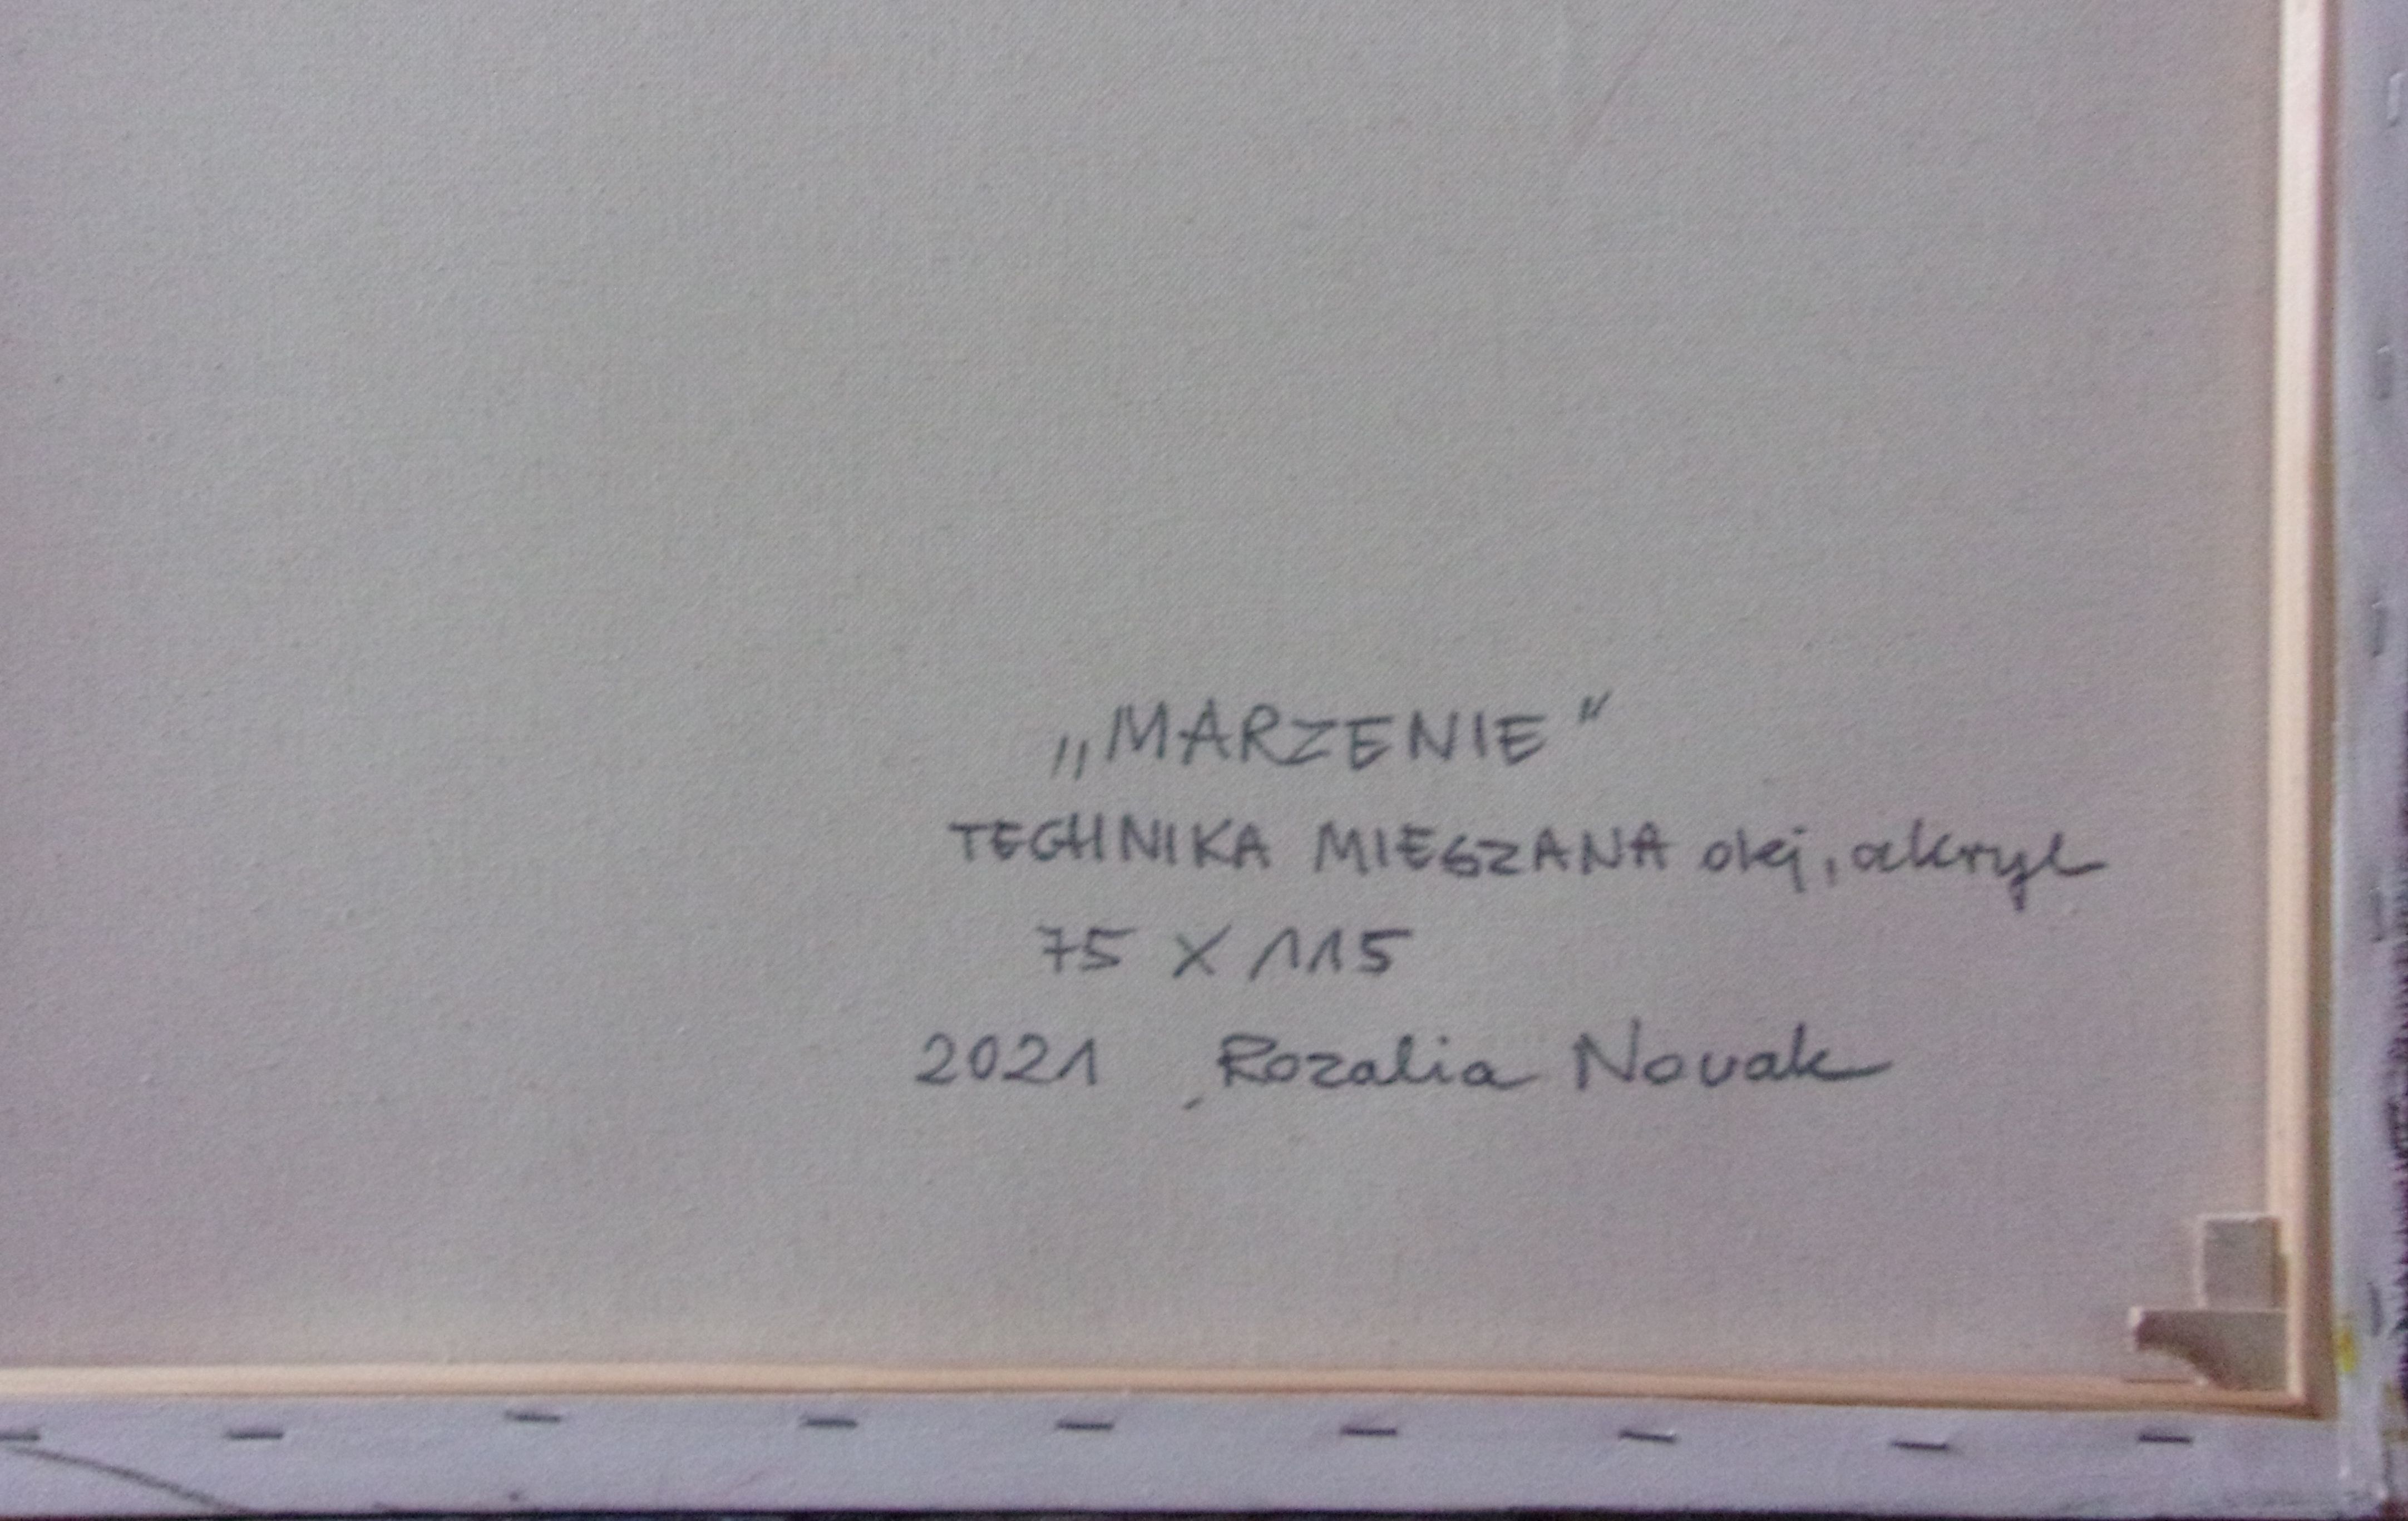 „MARZENIE”
TECHNIKA MIESZANA olej, akryl
75 X 115
2021 Rozalia Novak